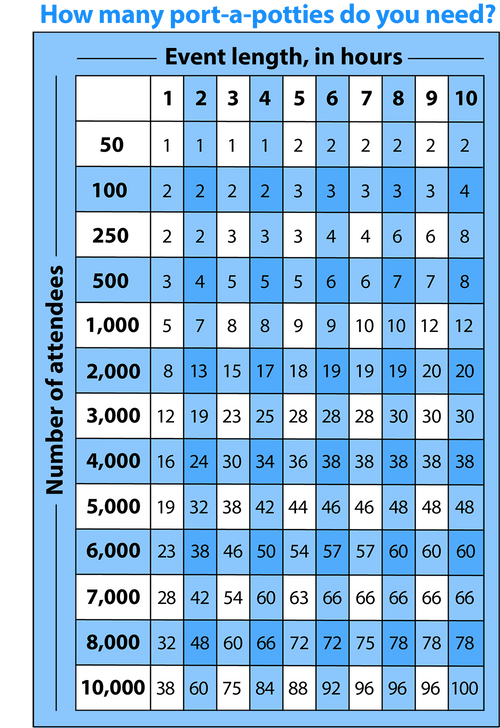 How many port-a-potties do you need?
Event length, in hours
1 2 3 4 5 6 7 8 9 10
Number of attendees
50 1 1 1 1 2 2 2 2 2 2
100 2 2 2 2 3 3 3 3 3 4
250 2 2 3 3 3 4 4 6 6 8
500 3 4 5 5 5 6 6 7 7 8
1,000 5 7 8 8 9 9 10 10 12 12
2,000 8 13 15 17 18 19 19 19 20 20
3,000 12 19 23 25 28 28 28 30 30 30
4,000 16 24 30 34 36 38 38 38 38 38
5,000 19 32 38 42 44 46 46 48 48 48
6,000 23 38 46 50 54 57 57 60 60 60
7,000 28 42 54 60 63 66 66 66 66 66
8,000 32 48 60 66 72 72 75 78 78 78
10,000 38 60 75 84 88 92 96 96 96 100